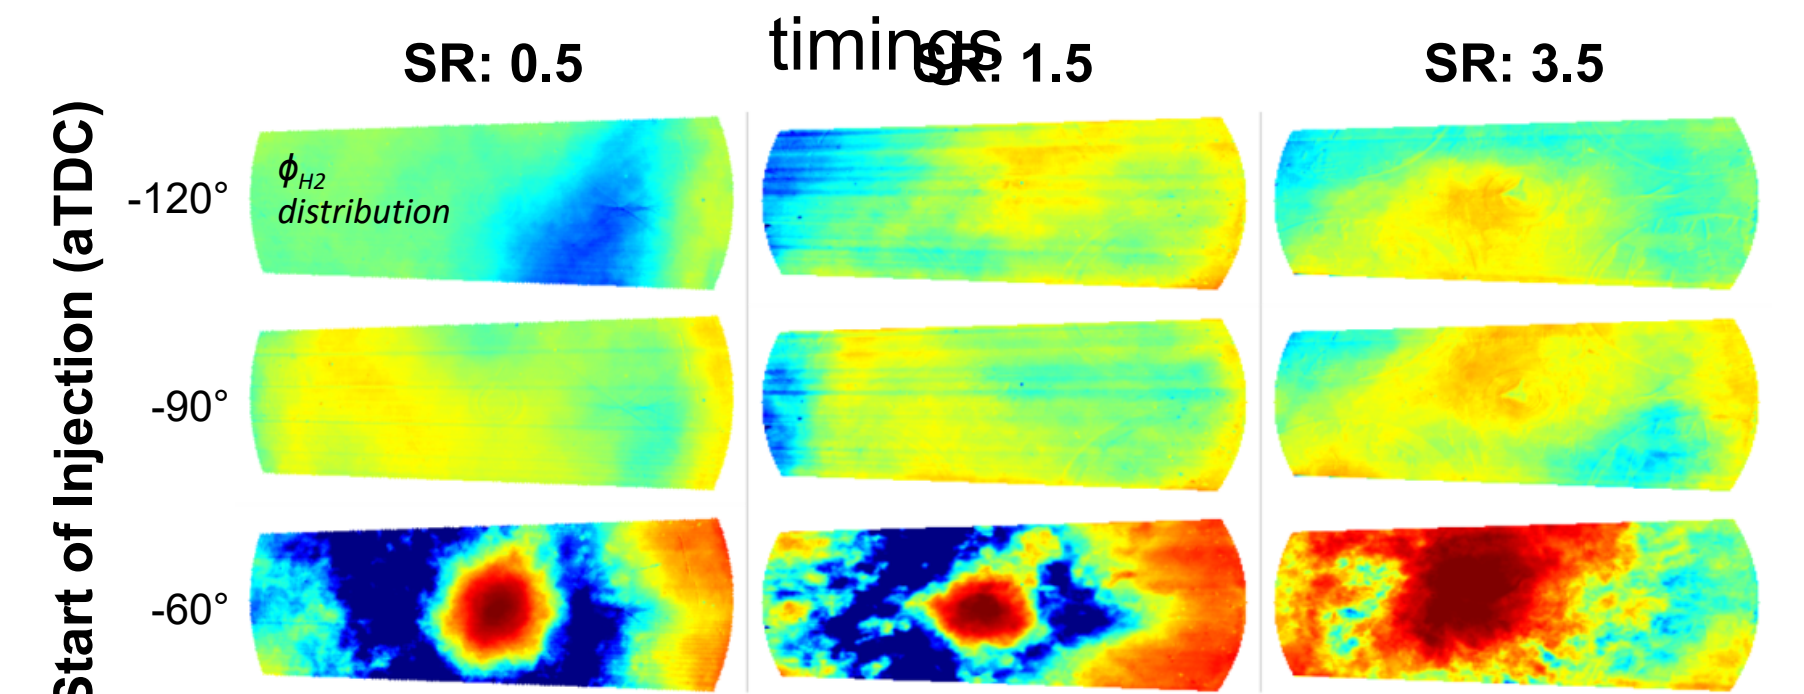 timings
SR: 0.5
SR: 1.5
SR: 3.5
Start of Injection (aTDC)
-120°
ϕH2
distribution
-90°
-60°